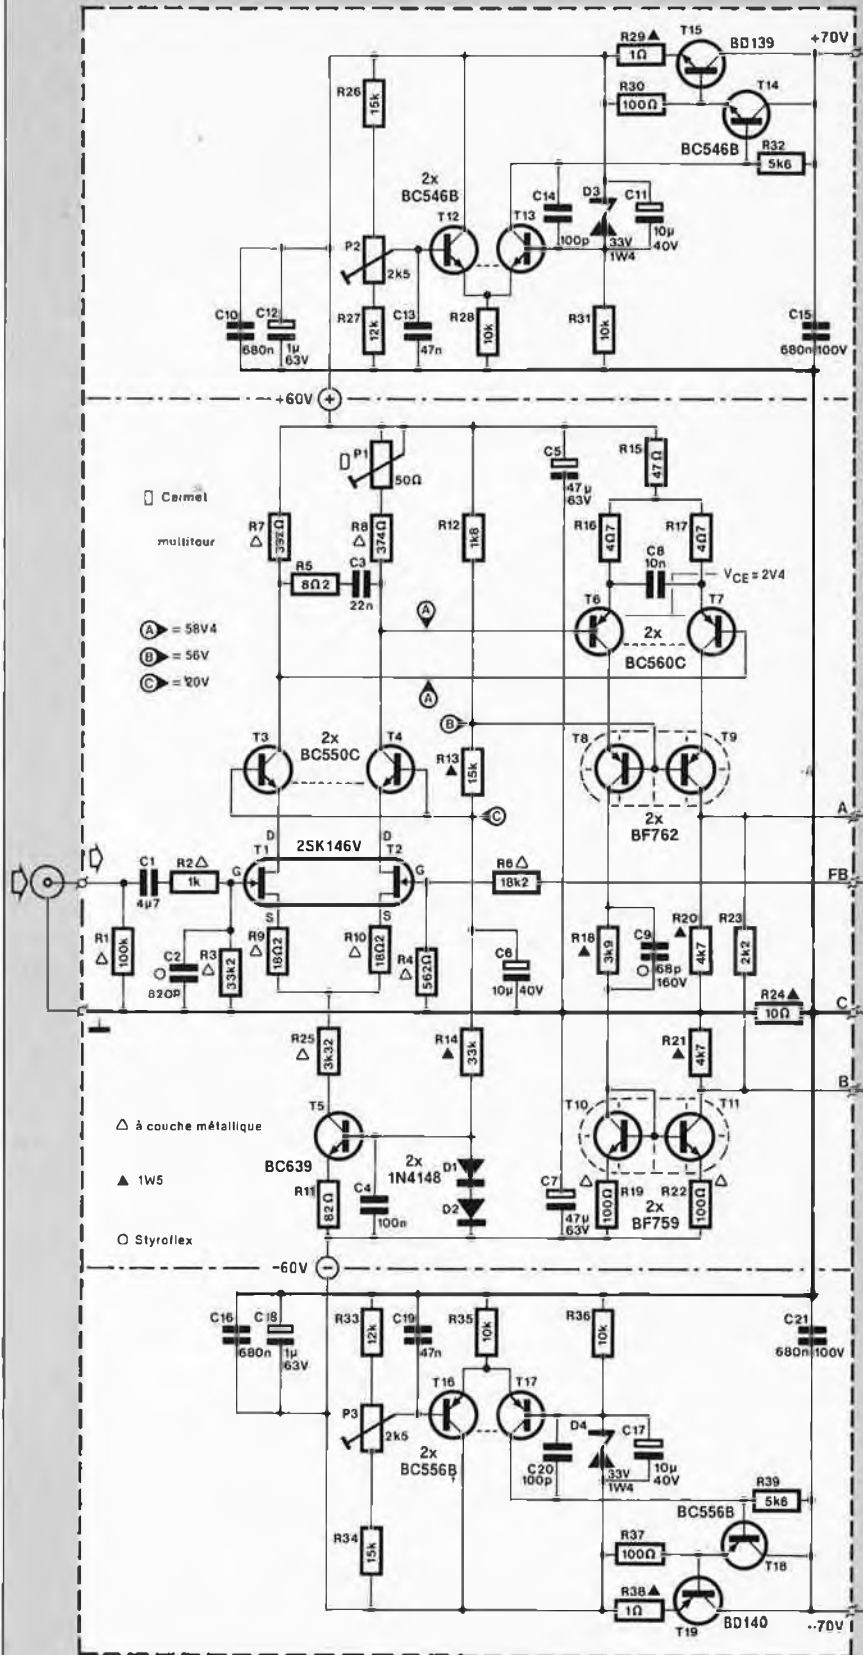 R29▲ T15 BD139 +70V
1Ω
R30 T14
100Ω
R26
15k
BC546B R32
5k6
2x
BC546B
T12 T13 C14 D3 C11
100p 33V 10µ
1W4 40V
P2
2k5
C10 C12 R27 C13 R28 R31 C15
680n 1µ 12k 47n 10k 10k 680n 100V
63V
+60V +
P1
50Ω
C5
47µ
63V
R15
47Ω
Cermet
multitour
R7 R8 R12 R16 R17
△ △ 374Ω 1k8 4Ω7 4Ω7
R5 C3 C8
8Ω2 22n 10n
VCE = 2V4
A = 58V4
B = 56V
C = 20V
A
T6 T7
2x
BC560C
A
B
T3 2x T4
BC550C
R13 15k
▲
T8 T9
C
2x
BF762
A
D D
T1 2SK146V T2
C1 R2△ G G R6△ FB
4µ7 1k 18k2
S S
R1 C2 R3 R9 R10 R4 C6 R18 C9 R20 R23
△ 100k 820P △ 33k2 △ 18Ω2 △ 18Ω2 △ 562Ω 10µ 40V ▲ 3k9 68p ▲ 4k7 2k2
160V
R24▲
10Ω C
R25 R14 R21
△ 3k32 ▲ 33k ▲ 4k7
B
T5 T10 T11
△ à couche métallique
BC639 2x
1N4148 D1
▲ 1W5
R11 C4 D2 C7 R19 R22
82Ω 100n 47µ 100Ω 2x 100Ω
63V BF759
○ Styroflex
-60V −
C16 C18 R33 C19 R35 R36 C21
680n 1µ 12k 47n 10k 10k 680n 100V
63V
T16 T17
P3
2k5
2x
BC556B
C20 D4 C17
100p 33V 10µ
1W4 40V
R39
5k6
BC556B
R34
15k
R37
100Ω T18
R38▲
1Ω
T19 BD140 -70V